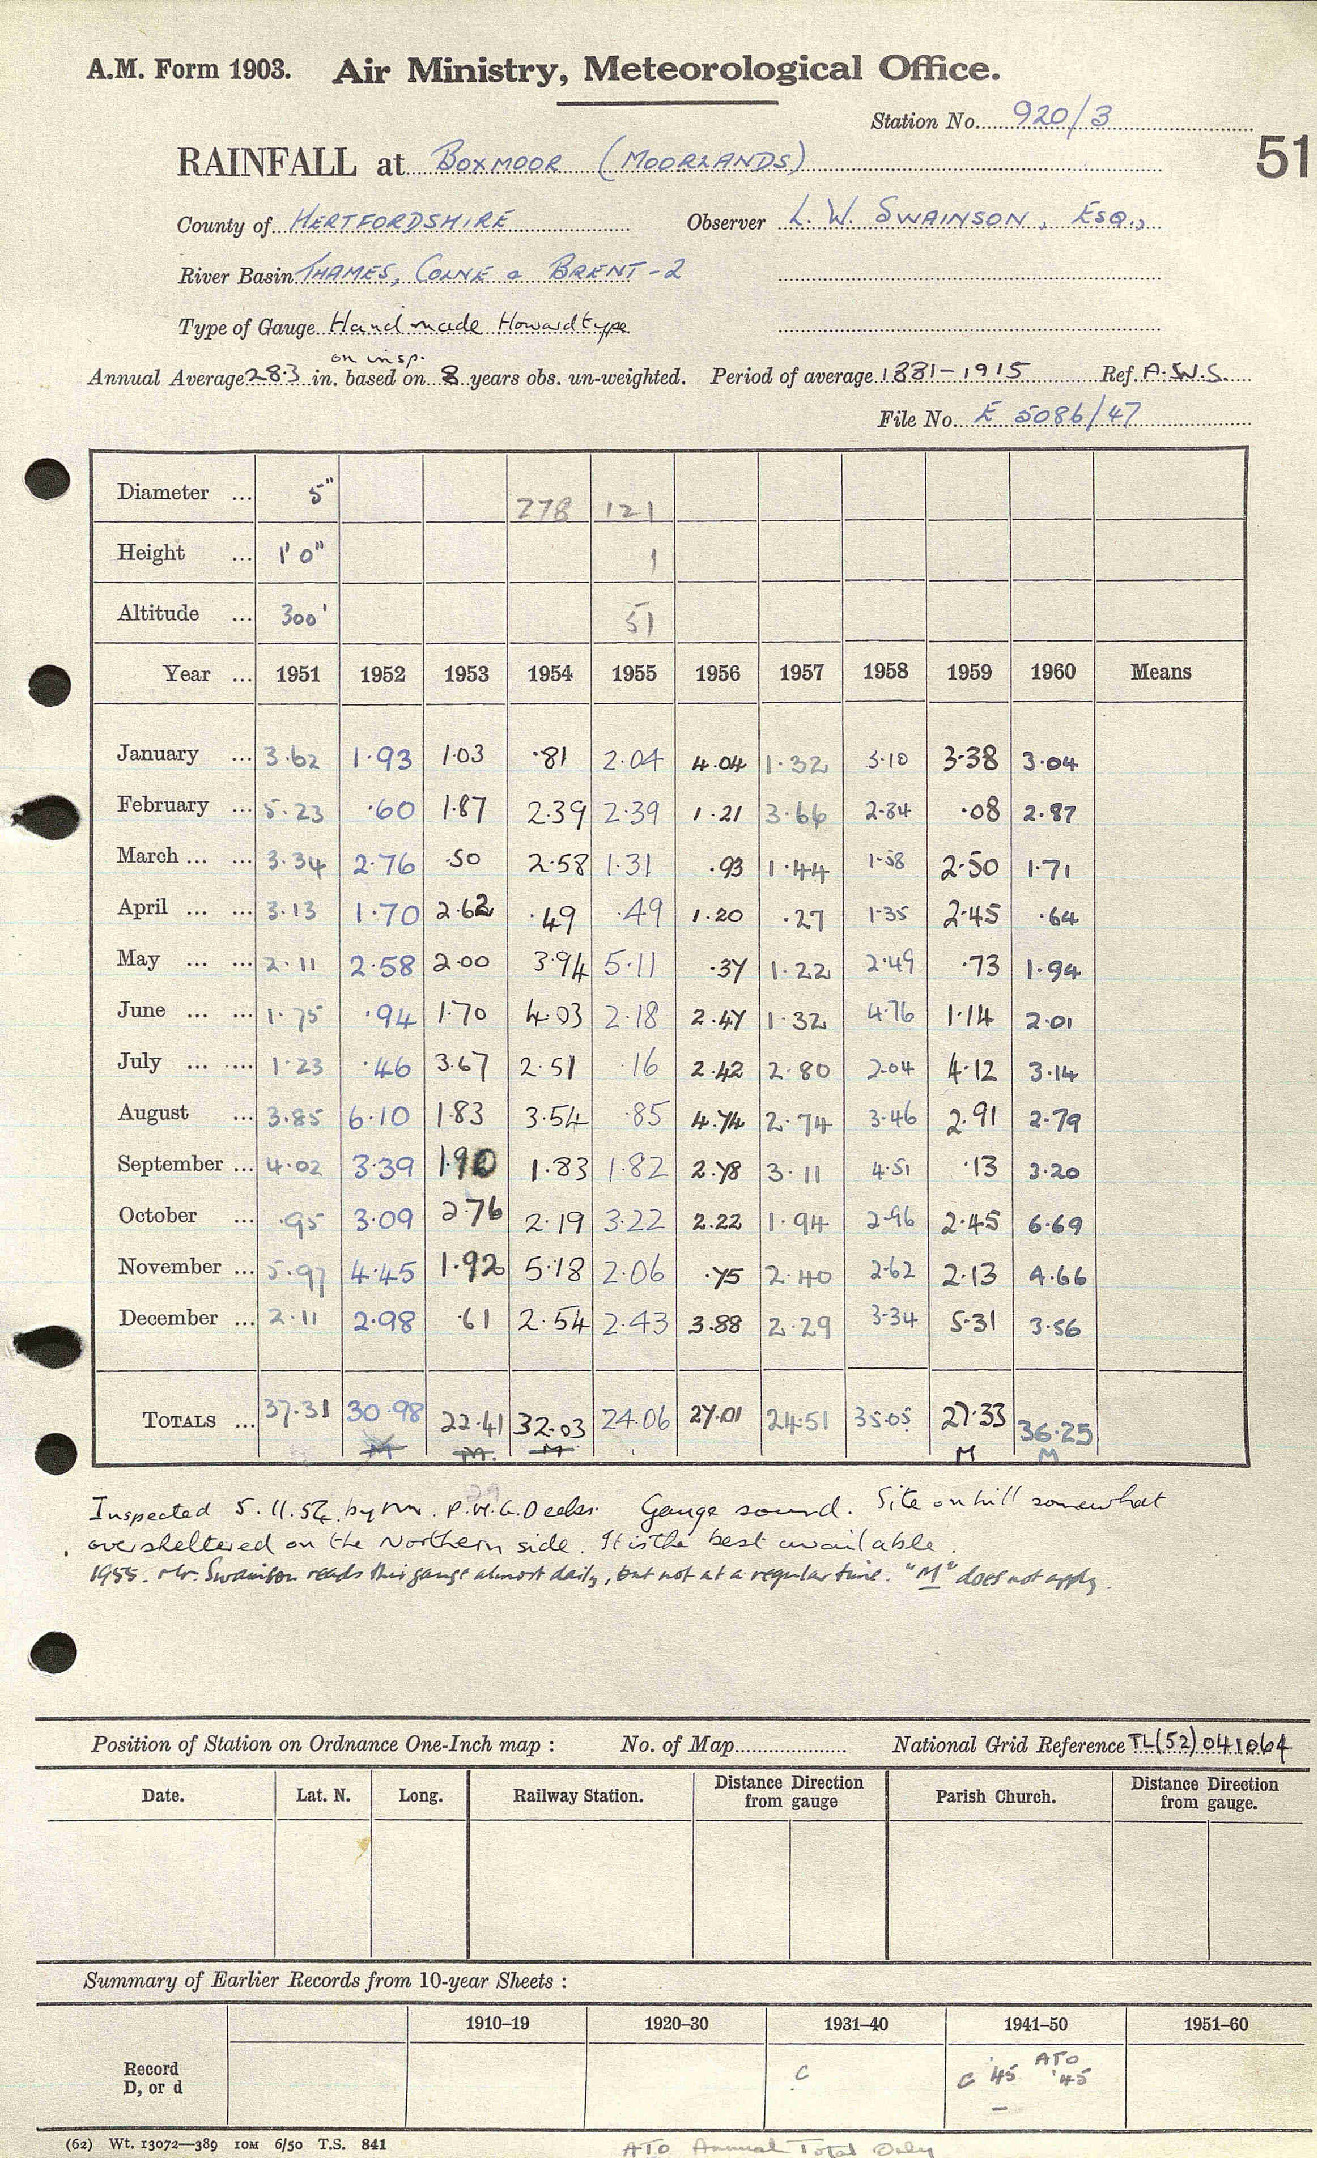 A.M. Form 1903. Air Ministry, Meteorological Office.
Station No. 920/3
51
RAINFALL at BOXMOOR (MOORLANDS)
County of HERTFORDSHIRE Observer L. W. SWAINSON, ESQ.,
River Basin THAMES, COLNE & BRENT-2
Type of Gauge Hand made Howard type
on insp.
Annual Average 28.3 in. based on 8 years obs. un-weighted. Period of average 1881-1915 Ref. A.W.S.
File No. E 5086/47
Diameter ... 5" 278 121
Height ... 1' 0" 1
Altitude ... 300' 51
Year ... 1951 1952 1953 1954 1955 1956 1957 1958 1959 1960 Means
January ... 3.62 1.93 1.03 .81 2.04 4.04 1.32 3.10 3.38 3.04
February ... 5.23 .60 1.87 2.39 2.39 1.21 3.66 2.84 .08 2.87
March ... ... 3.34 2.76 .50 2.58 1.31 .93 1.44 1.58 2.50 1.71
April ... ... 3.13 1.70 2.62 .49 .49 1.20 .27 1.35 2.45 .64
May ... ... 2.11 2.58 2.00 3.94 5.11 .37 1.22 2.49 .73 1.94
June ... ... 1.75 .94 1.70 4.03 2.18 2.47 1.32 4.76 1.14 2.01
July ... ... 1.23 .46 3.67 2.51 .16 2.42 2.80 2.04 4.12 3.14
August ... 3.85 6.10 1.83 3.54 .85 4.74 2.74 3.46 2.91 2.79
September ... 4.02 3.39 1.90 1.83 1.82 2.78 3.11 4.51 .13 3.20
October ... .95 3.09 2.76 2.19 3.22 2.22 1.94 2.96 2.45 6.69
November ... 5.97 4.45 1.92 5.18 2.06 .75 2.40 2.62 2.13 4.66
December ... 2.11 2.98 .61 2.54 2.43 3.88 2.29 3.34 5.31 3.56
TOTALS ... 37.31 30.98 22.41 32.03 24.06 27.01 24.51 35.05 27.33 36.25
M M M M M
Inspected 5.11.54 by Mr. P.H.G. Deeks. Gauge sound. Site on hill somewhat
oversheltered on the Northern side. It is the best available.
1955. Mr. Swainson reads this gauge almost daily, but not at a regular time. "M" does not apply.
Position of Station on Ordnance One-Inch map : No. of Map National Grid Reference TL(52)041064
Date. Lat. N. Long. Railway Station. Distance Direction from gauge Parish Church. Distance Direction from gauge.
Summary of Earlier Records from 10-year Sheets :
1910–19 1920–30 1931–40 1941–50 1951–60
Record D, or d C C '45 ATO '45
–
(62) Wt. 13072—389 10M 6/50 T.S. 841
ATO Annual Total Only